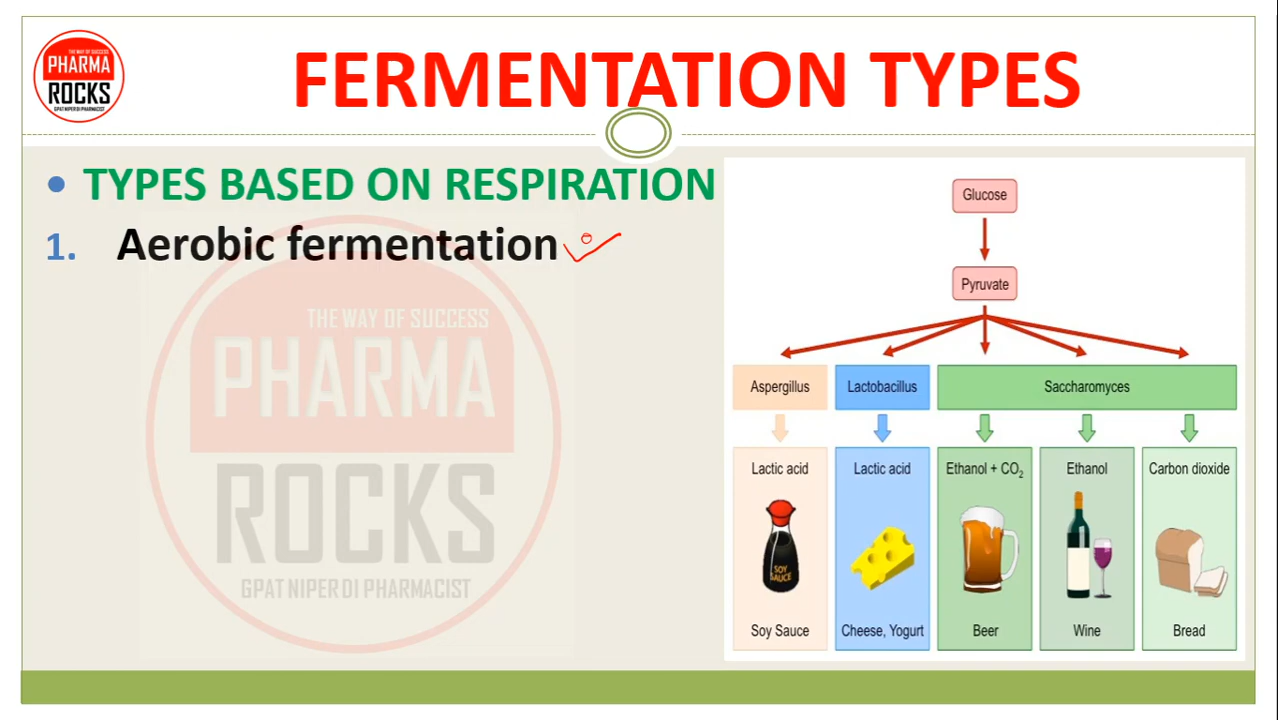 THE WAY OF SUCCESS
PHARMA
ROCKS
GPAT NIPER DI PHARMACIST
FERMENTATION TYPES
• TYPES BASED ON RESPIRATION
1. Aerobic fermentation
THE WAY OF SUCCESS
PHARMA
ROCKS
GPAT NIPER DI PHARMACIST
Glucose
Pyruvate
Aspergillus Lactobacillus Saccharomyces
Lactic acid Lactic acid Ethanol + CO₂ Ethanol Carbon dioxide
SOY
SAUCE
Soy Sauce Cheese, Yogurt Beer Wine Bread